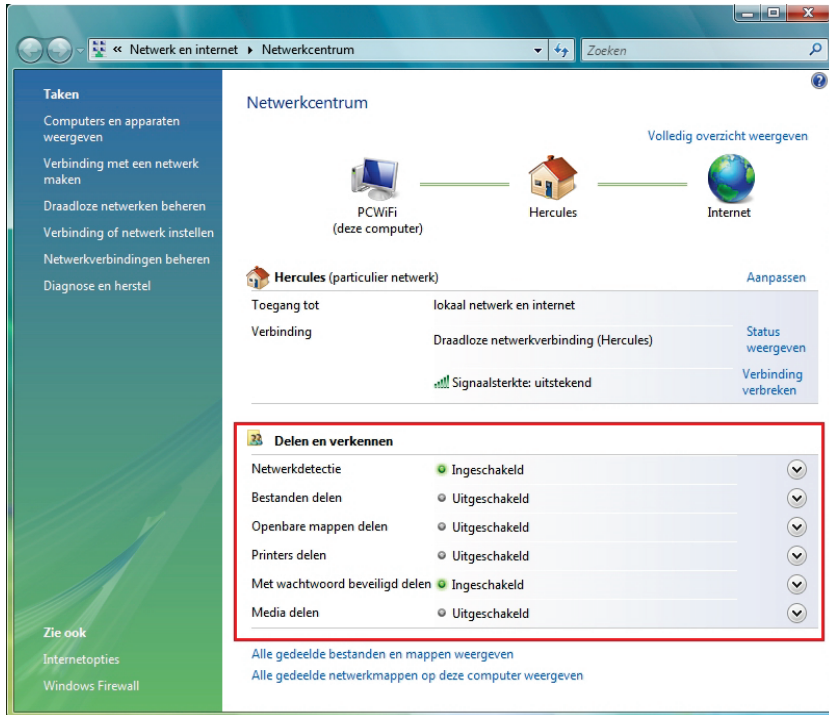 « Netwerk en internet ▸ Netwerkcentrum
Zoeken
Taken
Computers en apparaten
weergeven
Verbinding met een netwerk
maken
Draadloze netwerken beheren
Verbinding of netwerk instellen
Netwerkverbindingen beheren
Diagnose en herstel
Zie ook
Internetopties
Windows Firewall
Netwerkcentrum
Volledig overzicht weergeven
PCWiFi
(deze computer)
Hercules
Internet
Hercules (particulier netwerk) Aanpassen
Toegang tot lokaal netwerk en internet
Verbinding Draadloze netwerkverbinding (Hercules) Status
weergeven
Signaalsterkte: uitstekend Verbinding
verbreken
Delen en verkennen
Netwerkdetectie Ingeschakeld
Bestanden delen Uitgeschakeld
Openbare mappen delen Uitgeschakeld
Printers delen Uitgeschakeld
Met wachtwoord beveiligd delen Ingeschakeld
Media delen Uitgeschakeld
Alle gedeelde bestanden en mappen weergeven
Alle gedeelde netwerkmappen op deze computer weergeven